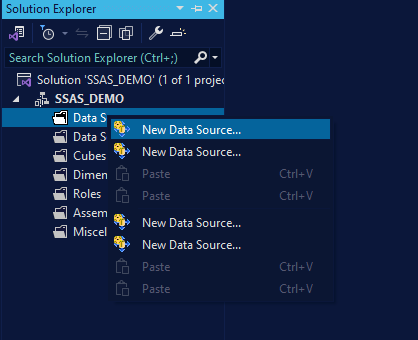 Solution Explorer
Search Solution Explorer (Ctrl+;)
Solution 'SSAS_DEMO' (1 of 1 projec
SSAS_DEMO
Data S
New Data Source...
Data S
New Data Source...
Cubes
Paste Ctrl+V
Dimen
Paste Ctrl+V
Roles
Assem
New Data Source...
Miscel
New Data Source...
Paste Ctrl+V
Paste Ctrl+V